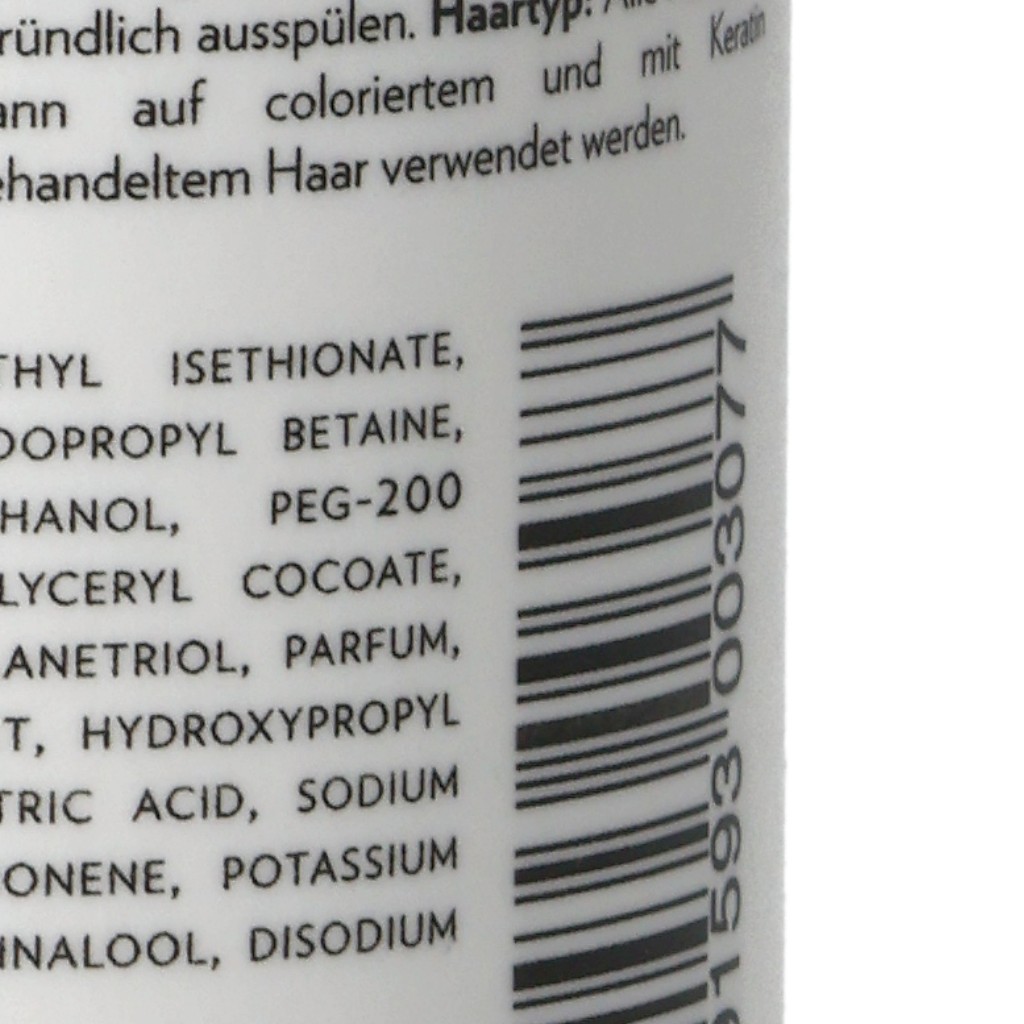 ründlich ausspülen. Haartyp:
ann auf coloriertem und mit Keratin
ehandeltem Haar verwendet werden.
THYL ISETHIONATE,
DOPROPYL BETAINE,
HANOL, PEG-200
LYCERYL COCOATE,
ANETRIOL, PARFUM,
T, HYDROXYPROPYL
TRIC ACID, SODIUM
ONENE, POTASSIUM
INALOOL, DISODIUM
1593 003077